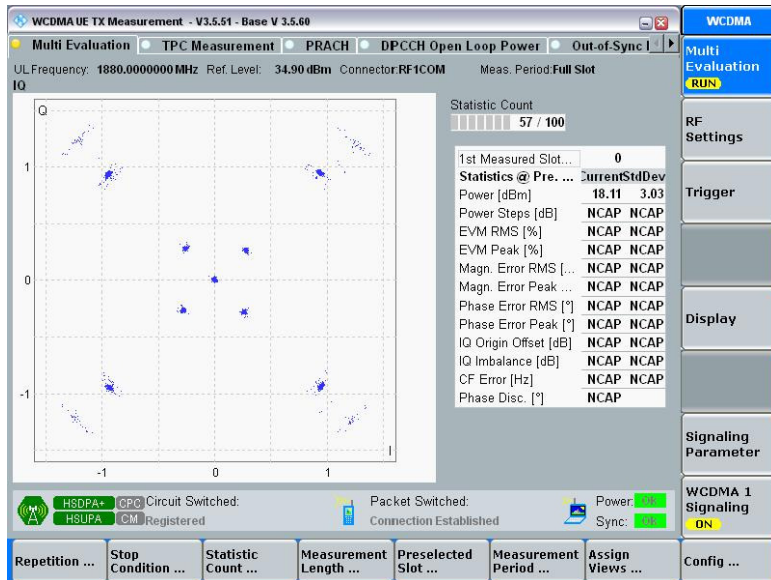 WCDMA UE TX Measurement - V3.5.51 - Base V 3.5.60
WCDMA
Multi Evaluation
TPC Measurement
PRACH
DPCCH Open Loop Power
Out-of-Sync
UL Frequency: 1880.0000000 MHz Ref. Level: 34.90 dBm Connector:RF1COM Meas. Period:Full Slot
IQ
Q
1
0
-1
-1 0 1
I
Statistic Count
57 / 100
1st Measured Slot... 0
Statistics @ Pre. ... Current StdDev
Power [dBm] 18.11 3.03
Power Steps [dB] NCAP NCAP
EVM RMS [%] NCAP NCAP
EVM Peak [%] NCAP NCAP
Magn. Error RMS [... NCAP NCAP
Magn. Error Peak ... NCAP NCAP
Phase Error RMS [°] NCAP NCAP
Phase Error Peak [°] NCAP NCAP
IQ Origin Offset [dB] NCAP NCAP
IQ Imbalance [dB] NCAP NCAP
CF Error [Hz] NCAP NCAP
Phase Disc. [°] NCAP
Multi
Evaluation
RUN
RF
Settings
Trigger
Display
Signaling
Parameter
WCDMA 1
Signaling
ON
HSDPA+ CPC Circuit Switched: Packet Switched: Power: OK
HSUPA CM Registered Connection Established Sync: OK
Repetition ...
Stop
Condition ...
Statistic
Count ...
Measurement
Length ...
Preselected
Slot ...
Measurement
Period ...
Assign
Views ...
Config ...